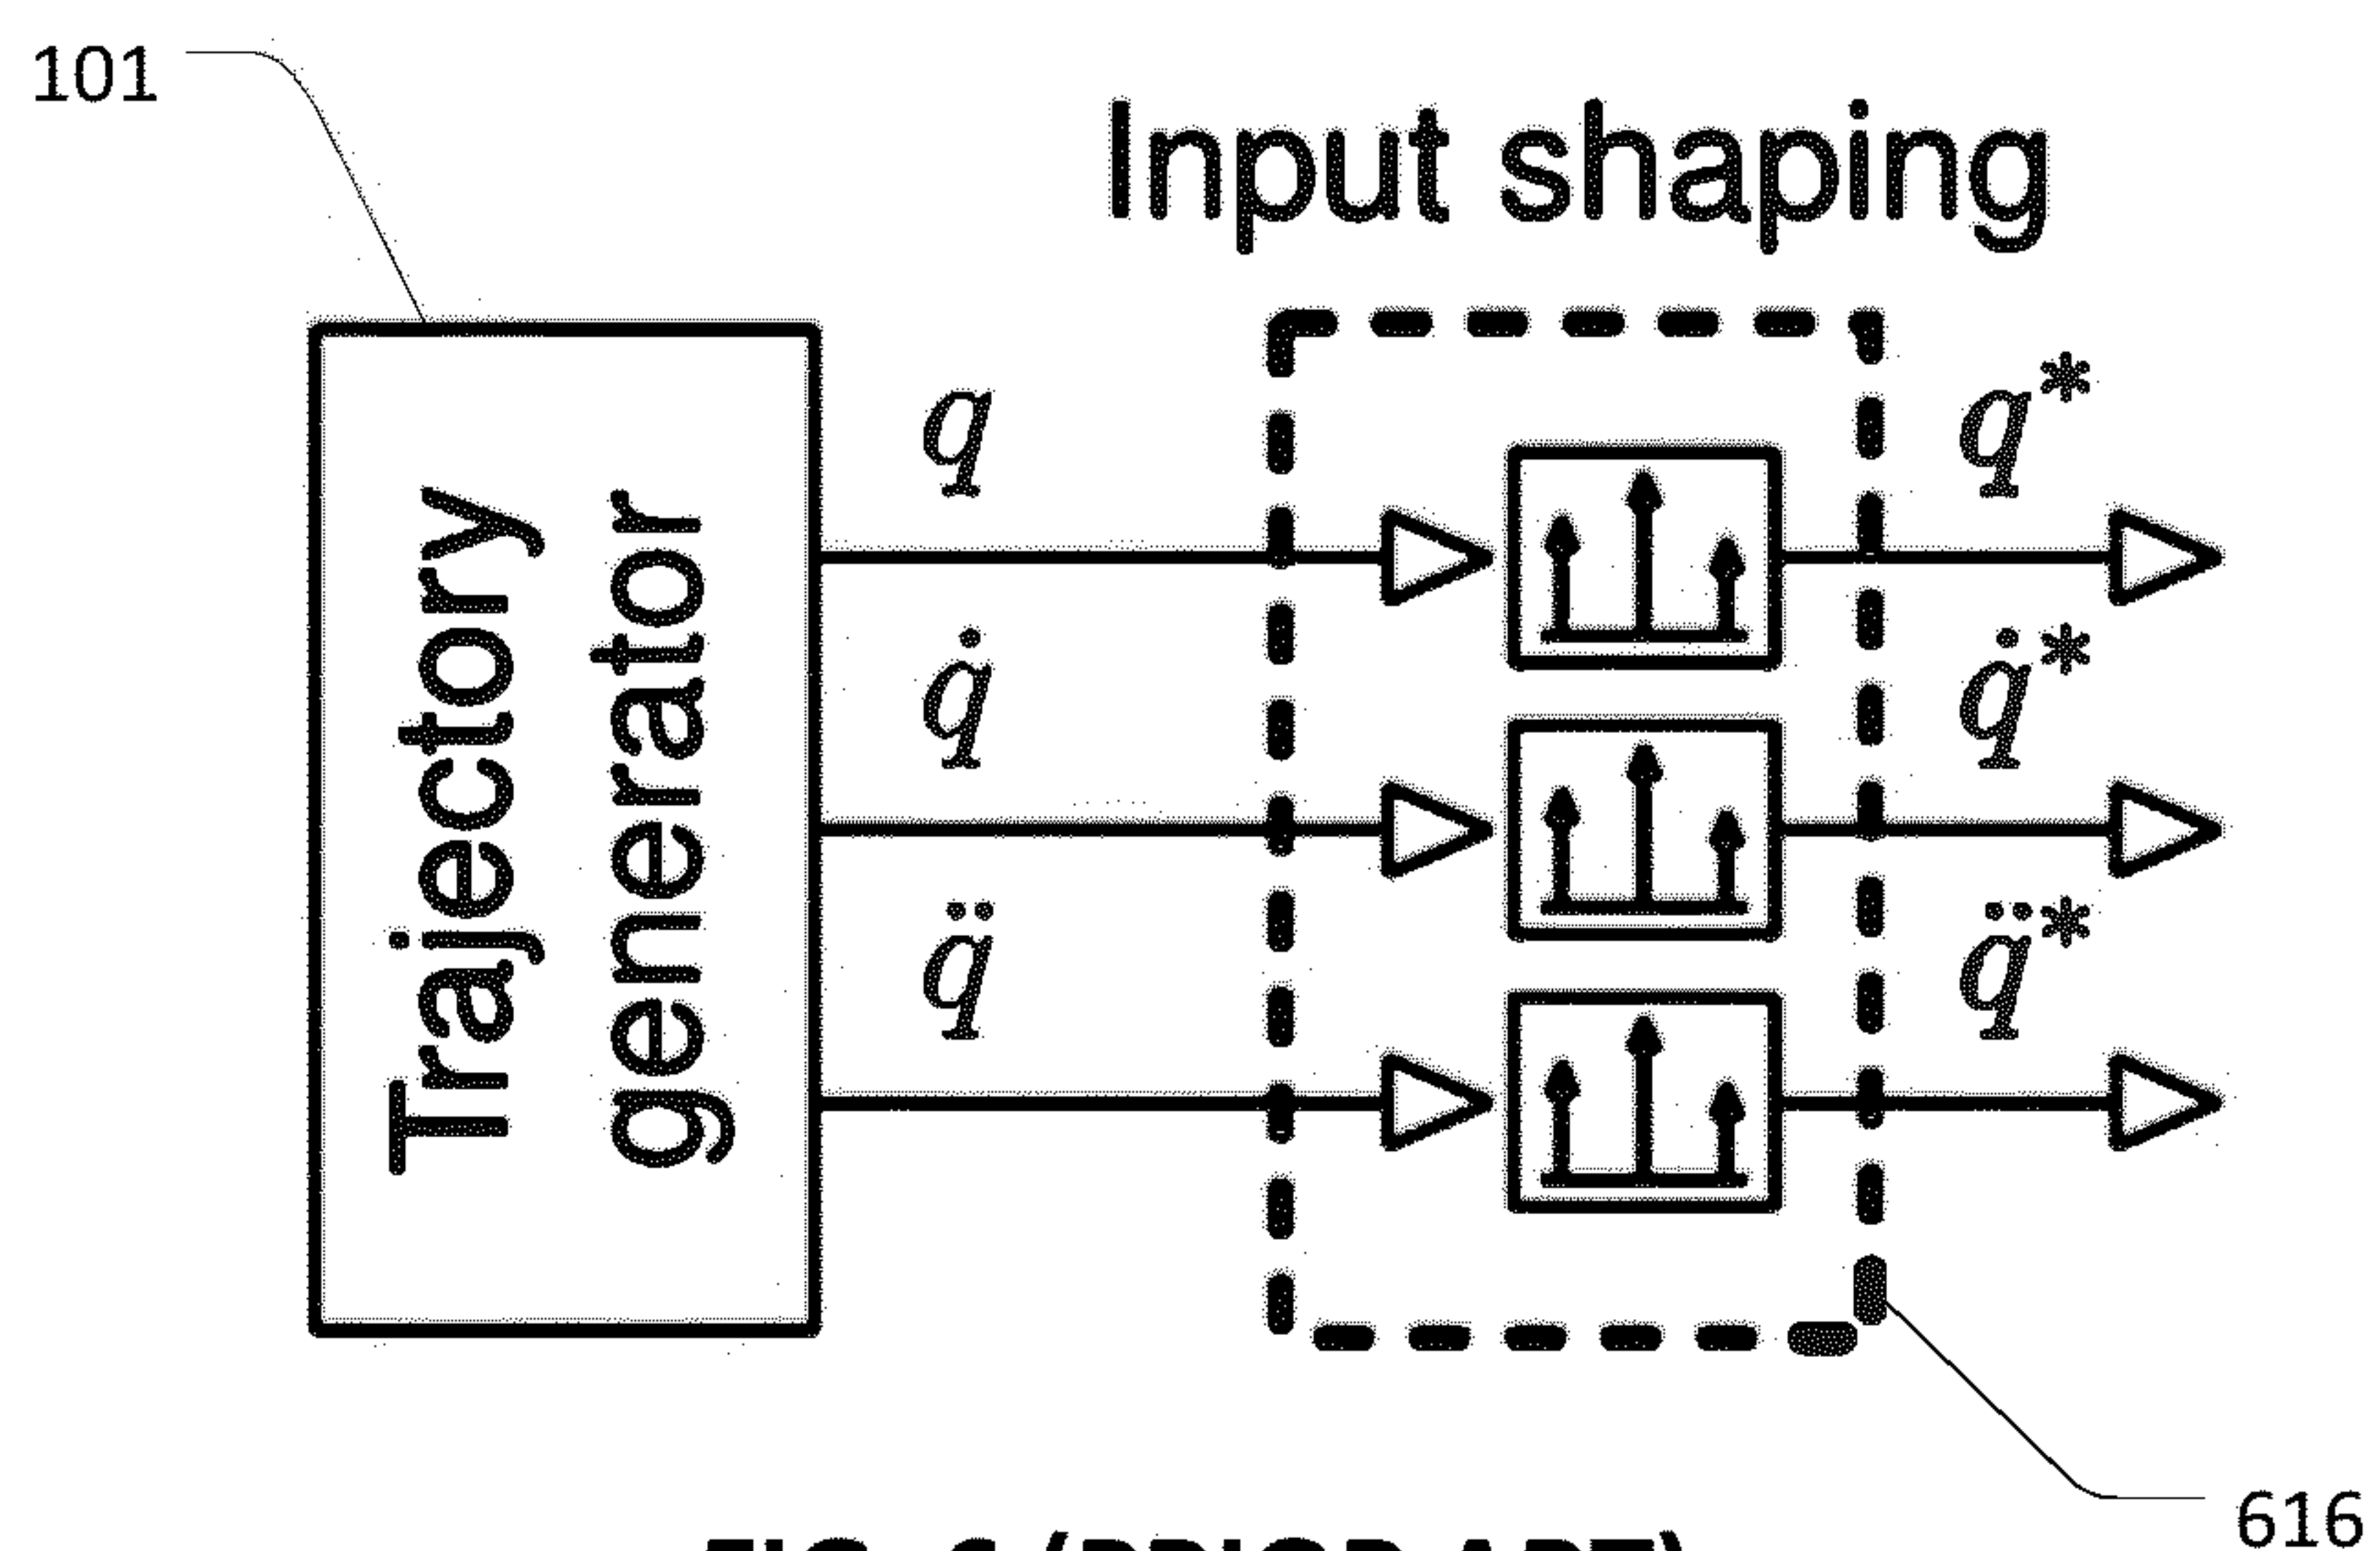 101
Input shaping
Trajectory
generator
q
q*
q̇
q̇*
q̈
q̈*
616